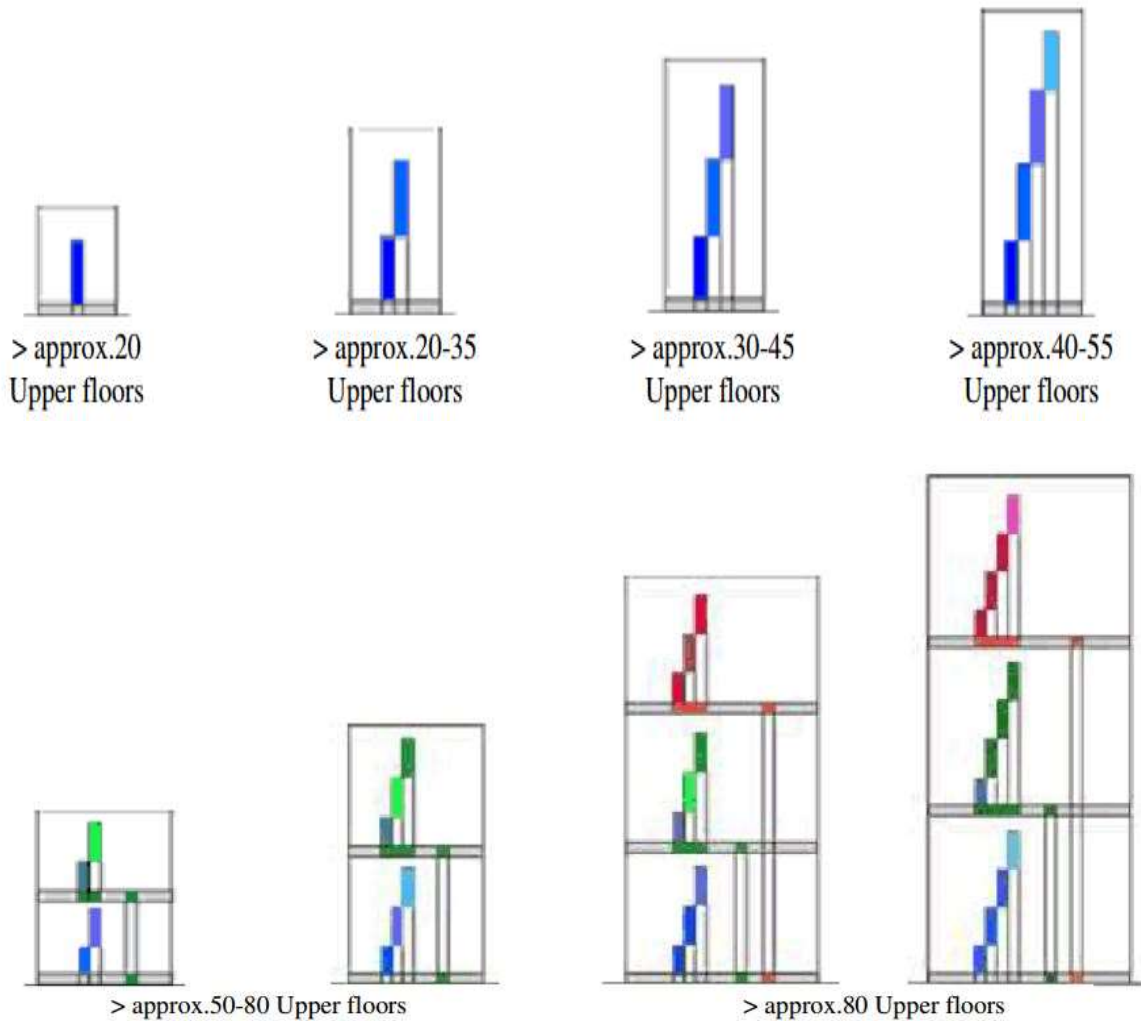 > approx.20
Upper floors
> approx.20-35
Upper floors
> approx.30-45
Upper floors
> approx.40-55
Upper floors
> approx.50-80 Upper floors
> approx.80 Upper floors